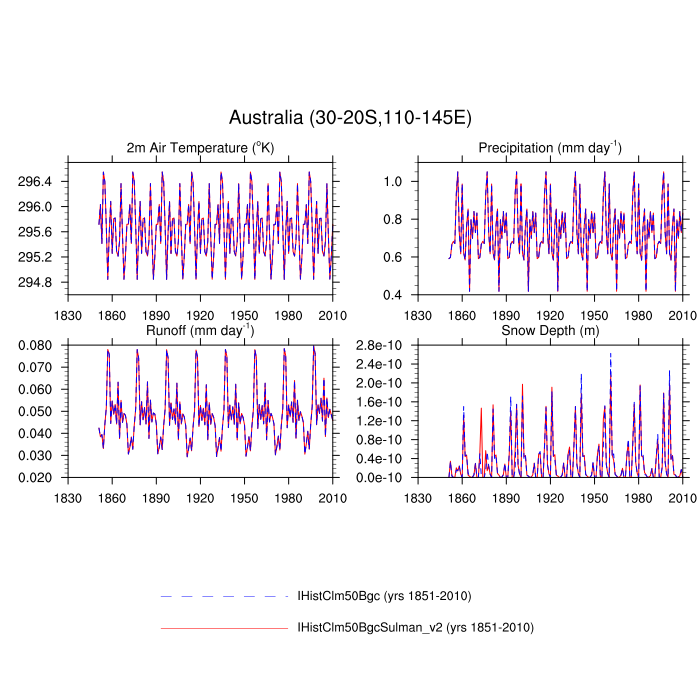 Australia (30-20S,110-145E)
2m Air Temperature (°K)
Precipitation (mm day⁻¹)
296.4
296.0
295.6
295.2
294.8
1830 1860 1890 1920 1950 1980 2010
1.0
0.8
0.6
0.4
1830 1860 1890 1920 1950 1980 2010
Runoff (mm day⁻¹)
Snow Depth (m)
0.080
0.070
0.060
0.050
0.040
0.030
0.020
1830 1860 1890 1920 1950 1980 2010
2.8e-10
2.4e-10
2.0e-10
1.6e-10
1.2e-10
0.8e-10
0.4e-10
0.0e-10
1830 1860 1890 1920 1950 1980 2010
IHistClm50Bgc (yrs 1851-2010)
IHistClm50BgcSulman_v2 (yrs 1851-2010)